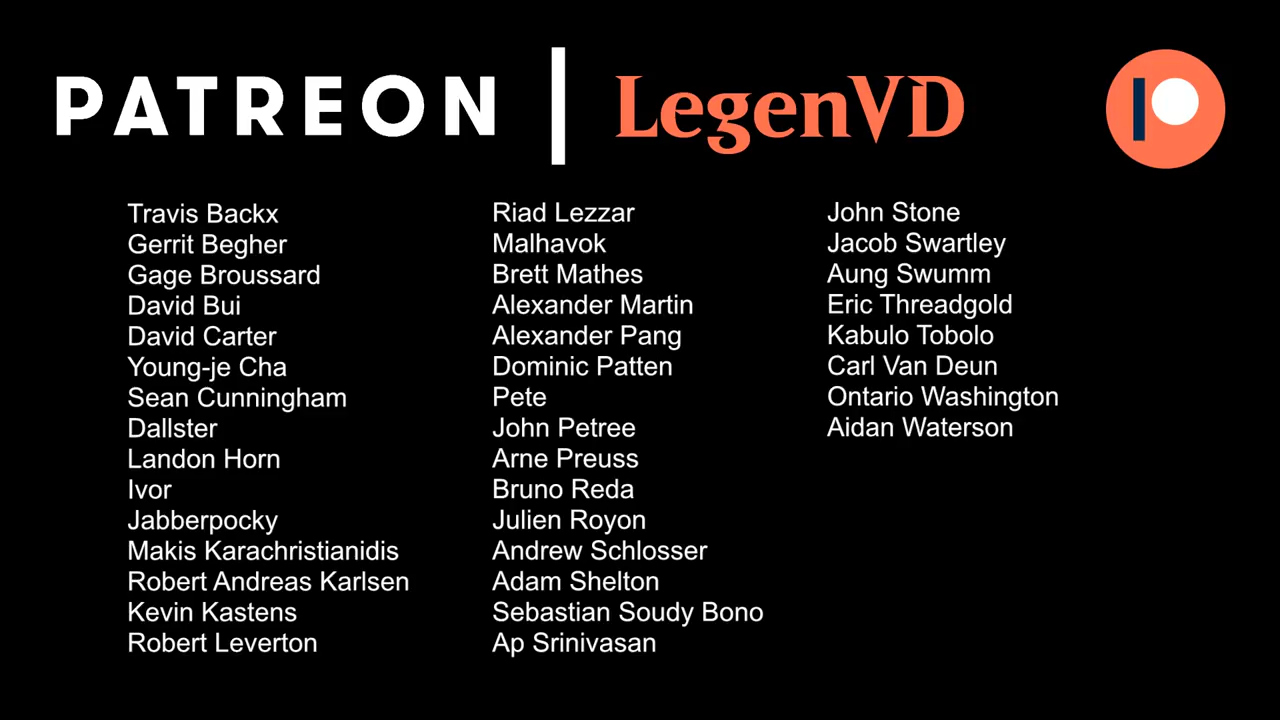 PATREON | LegenVD
Travis Backx
Gerrit Begher
Gage Broussard
David Bui
David Carter
Young-je Cha
Sean Cunningham
Dallster
Landon Horn
Ivor
Jabberpocky
Makis Karachristianidis
Robert Andreas Karlsen
Kevin Kastens
Robert Leverton
Riad Lezzar
Malhavok
Brett Mathes
Alexander Martin
Alexander Pang
Dominic Patten
Pete
John Petree
Arne Preuss
Bruno Reda
Julien Royon
Andrew Schlosser
Adam Shelton
Sebastian Soudy Bono
Ap Srinivasan
John Stone
Jacob Swartley
Aung Swumm
Eric Threadgold
Kabulo Tobolo
Carl Van Deun
Ontario Washington
Aidan Waterson